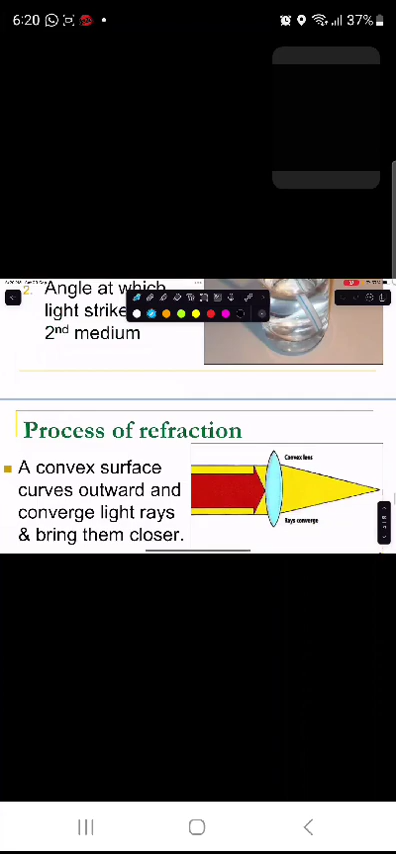 6:20 37%
2. Angle at which
light strike
2nd medium
Process of refraction
A convex surface
curves outward and
converge light rays
& bring them closer.
Convex lens
Rays converge